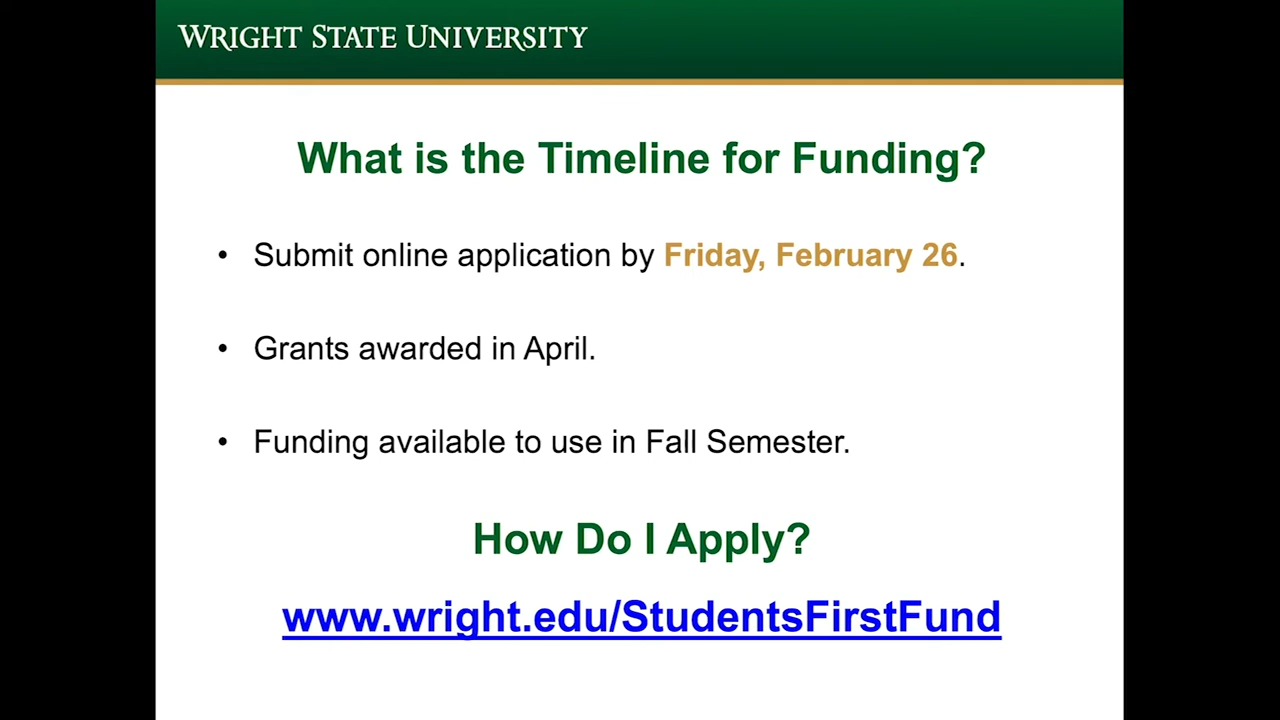 WRIGHT STATE UNIVERSITY
What is the Timeline for Funding?
• Submit online application by Friday, February 26.
• Grants awarded in April.
• Funding available to use in Fall Semester.
How Do I Apply?
www.wright.edu/StudentsFirstFund